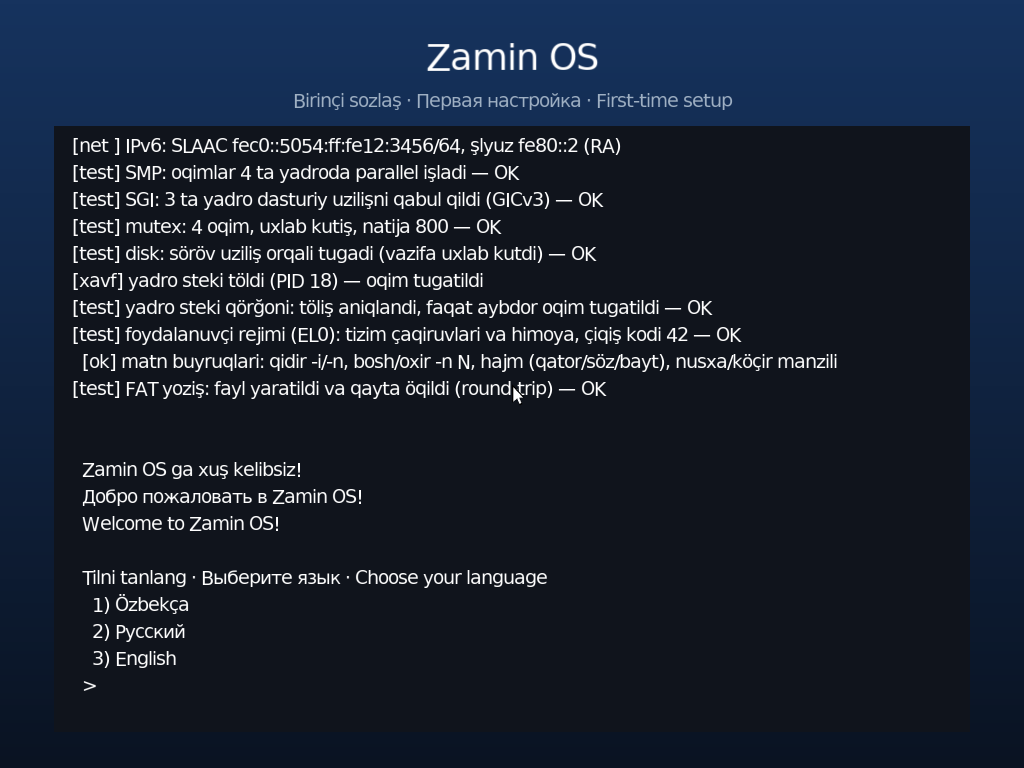 Zamin OS
Birinçi sozlaş · Первая настройка · First-time setup
[net ] IPv6: SLAAC fec0::5054:ff:fe12:3456/64, şlyuz fe80::2 (RA)
[test] SMP: oqimlar 4 ta yadroda parallel işladi — OK
[test] SGI: 3 ta yadro dasturiy uzilişni qabul qildi (GICv3) — OK
[test] mutex: 4 oqim, uxlab kutiş, natija 800 — OK
[test] disk: söröv uziliş orqali tugadi (vazifa uxlab kutdi) — OK
[xavf] yadro steki töldi (PID 18) — oqim tugatildi
[test] yadro steki qörğoni: töliş aniqlandi, faqat aybdor oqim tugatildi — OK
[test] foydalanuvçi rejimi (EL0): tizim çaqiruvlari va himoya, çiqiş kodi 42 — OK
[ok] matn buyruqlari: qidir -i/-n, bosh/oxir -n N, hajm (qator/söz/bayt), nusxa/köçir manzili
[test] FAT yoziş: fayl yaratildi va qayta öqildi (round trip) — OK
Zamin OS ga xuş kelibsiz!
Добро пожаловать в Zamin OS!
Welcome to Zamin OS!
Tilni tanlang · Выберите язык · Choose your language
1) Özbekça
2) Русский
3) English
>